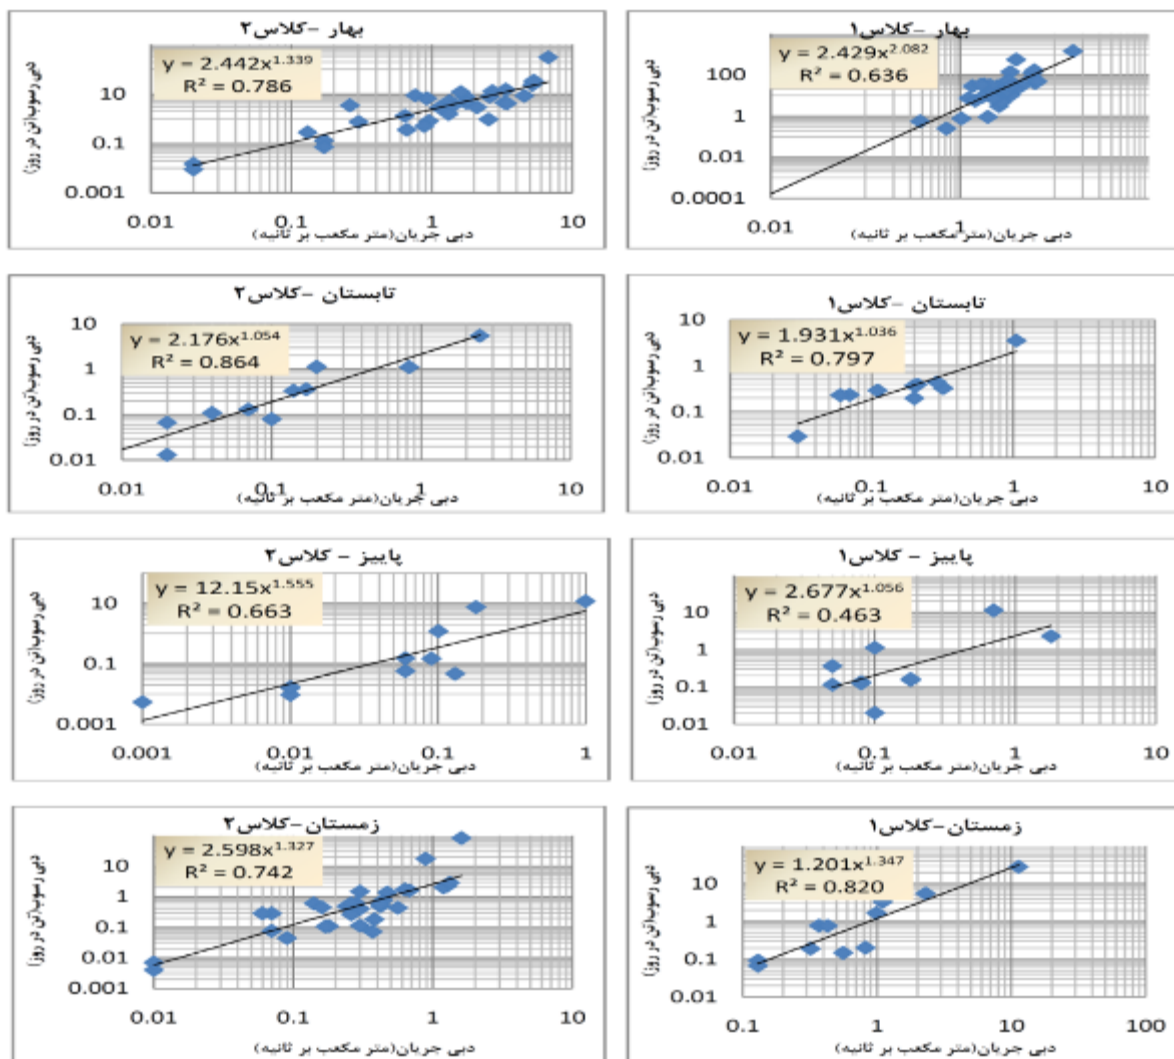 بهار -کلاس۲
y = 2.442x^1.339
R² = 0.786
10
0.1
0.001
0.01 0.1 1 10
دبی رسوب(تن در روز)
دبی جریان(متر مکعب بر ثانیه)
بهار -کلاس۱
y = 2.429x^2.082
R² = 0.636
100
1
0.01
0.0001
0.01 1
دبی رسوب(تن در روز)
دبی جریان(متر مکعب بر ثانیه)
تابستان -کلاس۲
y = 2.176x^1.054
R² = 0.864
10
1
0.1
0.01
0.01 0.1 1 10
دبی رسوب(تن در روز)
دبی جریان(متر مکعب بر ثانیه)
تابستان -کلاس۱
y = 1.931x^1.036
R² = 0.797
10
1
0.1
0.01
0.01 0.1 1 10
دبی رسوب(تن در روز)
دبی جریان(متر مکعب بر ثانیه)
پاییز - کلاس۲
y = 12.15x^1.555
R² = 0.663
10
0.1
0.001
0.001 0.01 0.1 1
دبی رسوب(تن در روز)
دبی جریان(متر مکعب بر ثانیه)
پاییز - کلاس۱
y = 2.677x^1.056
R² = 0.463
10
1
0.1
0.01
0.01 0.1 1 10
دبی رسوب(تن در روز)
دبی جریان(متر مکعب بر ثانیه)
زمستان-کلاس۲
y = 2.598x^1.327
R² = 0.742
10
1
0.1
0.01
0.001
0.01 0.1 1 10
دبی رسوب(تن در روز)
دبی جریان(متر مکعب بر ثانیه)
زمستان-کلاس۱
y = 1.201x^1.347
R² = 0.820
10
1
0.1
0.01
0.1 1 10 100
دبی رسوب(تن در روز)
دبی جریان(متر مکعب بر ثانیه)